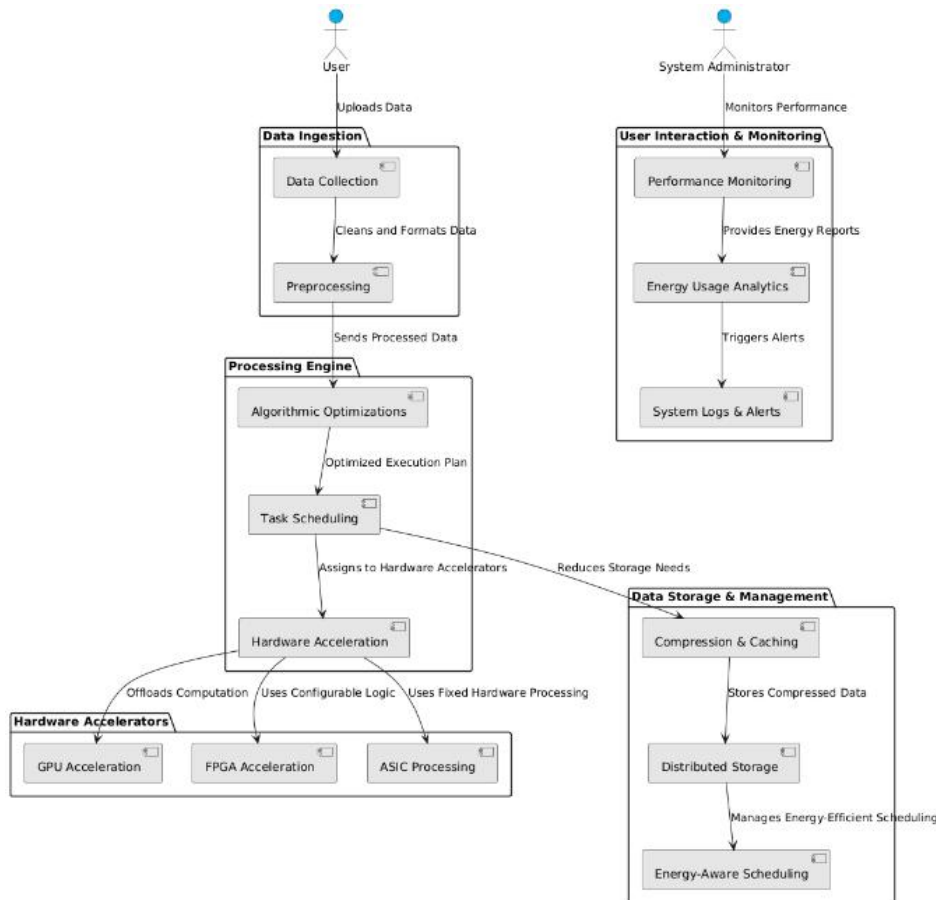 User
System Administrator
Uploads Data
Monitors Performance
Data Ingestion
User Interaction & Monitoring
Data Collection
Performance Monitoring
Cleans and Formats Data
Provides Energy Reports
Preprocessing
Energy Usage Analytics
Sends Processed Data
Triggers Alerts
Processing Engine
Algorithmic Optimizations
System Logs & Alerts
Optimized Execution Plan
Task Scheduling
Assigns to Hardware Accelerators
Reduces Storage Needs
Data Storage & Management
Hardware Acceleration
Compression & Caching
Offloads Computation
Uses Configurable Logic
Uses Fixed Hardware Processing
Stores Compressed Data
Hardware Accelerators
GPU Acceleration
FPGA Acceleration
ASIC Processing
Distributed Storage
Manages Energy-Efficient Scheduling
Energy-Aware Scheduling